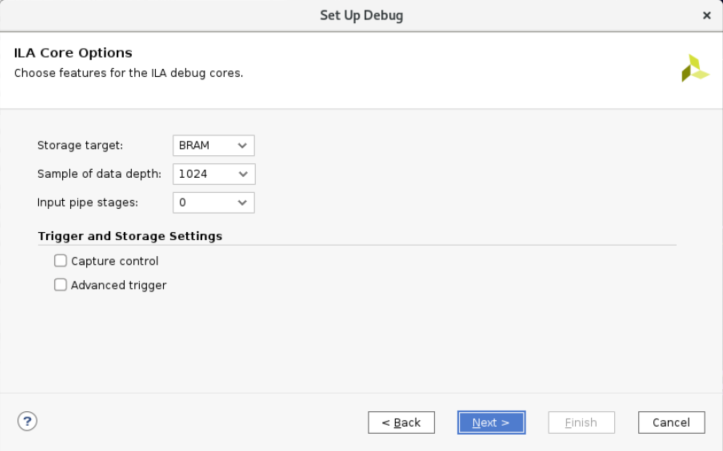 Set Up Debug ×
ILA Core Options
Choose features for the ILA debug cores.
Storage target: BRAM
Sample of data depth: 1024
Input pipe stages: 0
Trigger and Storage Settings
Capture control
Advanced trigger
? < Back Next > Finish Cancel